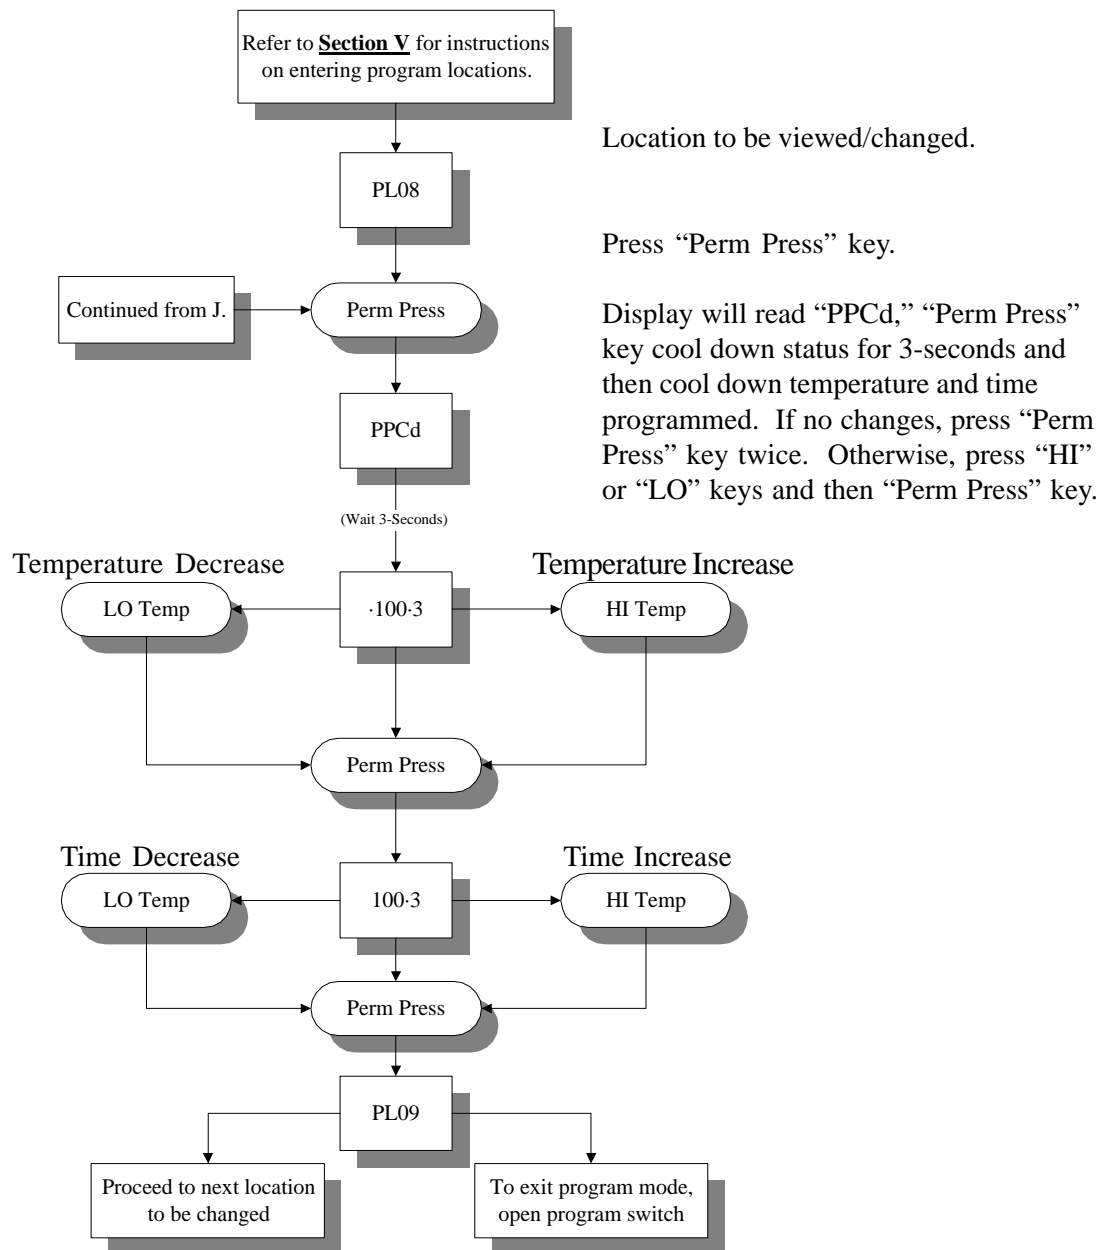 Refer to Section V for instructions
on entering program locations.
Location to be viewed/changed.
PL08
Press “Perm Press” key.
Continued from J.
Perm Press
Display will read “PPCd,” “Perm Press”
key cool down status for 3-seconds and
then cool down temperature and time
programmed. If no changes, press “Perm
Press” key twice. Otherwise, press “HI”
or “LO” keys and then “Perm Press” key.
PPCd
(Wait 3-Seconds)
Temperature Decrease
Temperature Increase
LO Temp
·100·3
HI Temp
Perm Press
Time Decrease
Time Increase
LO Temp
100·3
HI Temp
Perm Press
PL09
Proceed to next location
to be changed
To exit program mode,
open program switch